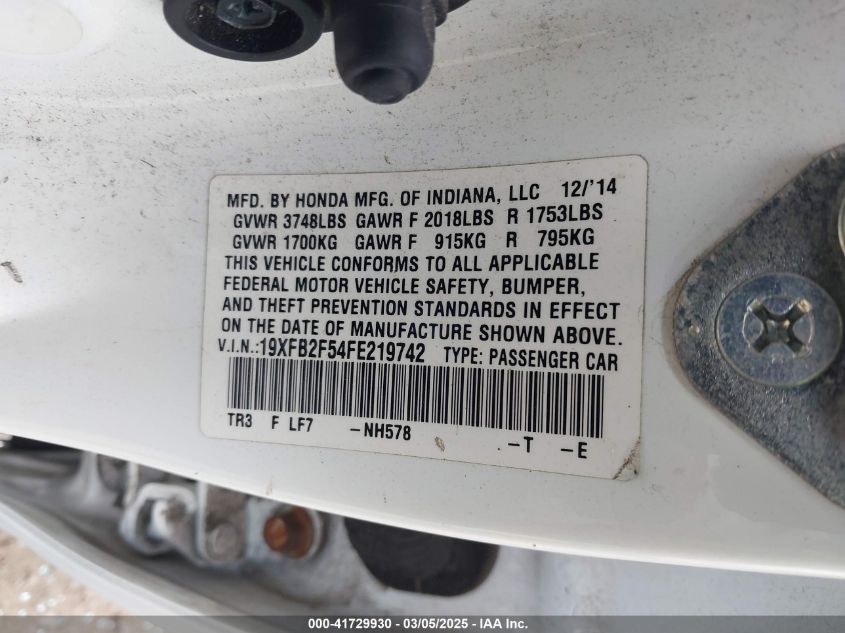 MFD. BY HONDA MFG. OF INDIANA, LLC 12/'14
GVWR 3748LBS GAWR F 2018LBS R 1753LBS
GVWR 1700KG GAWR F 915KG R 795KG
THIS VEHICLE CONFORMS TO ALL APPLICABLE
FEDERAL MOTOR VEHICLE SAFETY, BUMPER,
AND THEFT PREVENTION STANDARDS IN EFFECT
ON THE DATE OF MANUFACTURE SHOWN ABOVE.
V.I.N.:19XFB2F54FE219742 TYPE: PASSENGER CAR
TR3 F LF7 -NH578 -T -E
000-41729930 - 03/05/2025 - IAA Inc.